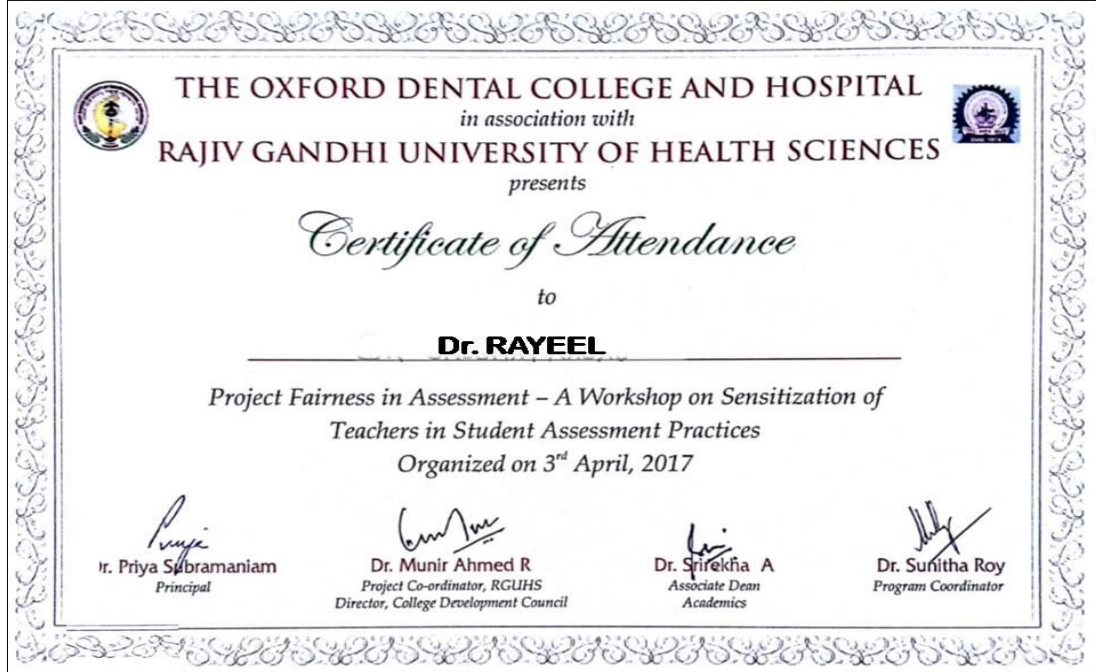 THE OXFORD DENTAL COLLEGE AND HOSPITAL
in association with
RAJIV GANDHI UNIVERSITY OF HEALTH SCIENCES
presents
Certificate of Attendance
to
Dr. RAYEEL
Project Fairness in Assessment – A Workshop on Sensitization of
Teachers in Student Assessment Practices
Organized on 3rd April, 2017
r. Priya Subramaniam
Principal
Dr. Munir Ahmed R
Project Co-ordinator, RGUHS
Director, College Development Council
Dr. Srirekha A
Associate Dean
Academics
Dr. Sunitha Roy
Program Coordinator